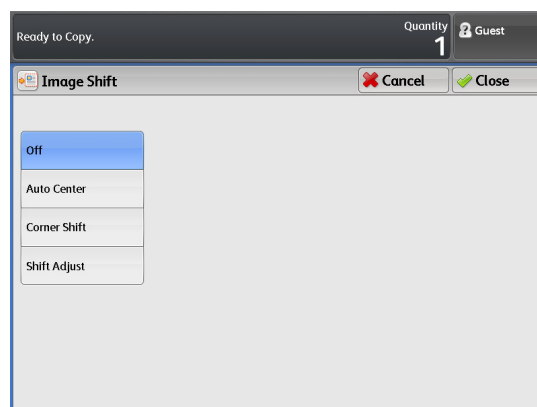 Ready to Copy.
Quantity
1
Guest
Image Shift
Cancel
Close
Off
Auto Center
Corner Shift
Shift Adjust